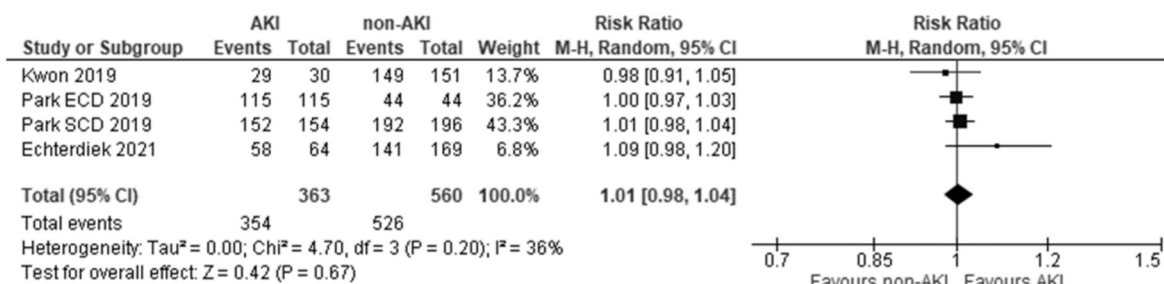 AKI non-AKI Risk Ratio Risk Ratio
Study or Subgroup Events Total Events Total Weight M-H, Random, 95% CI M-H, Random, 95% CI
Kwon 2019 29 30 149 151 13.7% 0.98 [0.91, 1.05]
Park ECD 2019 115 115 44 44 36.2% 1.00 [0.97, 1.03]
Park SCD 2019 152 154 192 196 43.3% 1.01 [0.98, 1.04]
Echterdiek 2021 58 64 141 169 6.8% 1.09 [0.98, 1.20]
Total (95% CI) 363 560 100.0% 1.01 [0.98, 1.04]
Total events 354 526
Heterogeneity: Tau² = 0.00; Chi² = 4.70, df = 3 (P = 0.20); I² = 36%
Test for overall effect: Z = 0.42 (P = 0.67)
0.7 0.85 1 1.2 1.5
Favours non-AKI Favours AKI